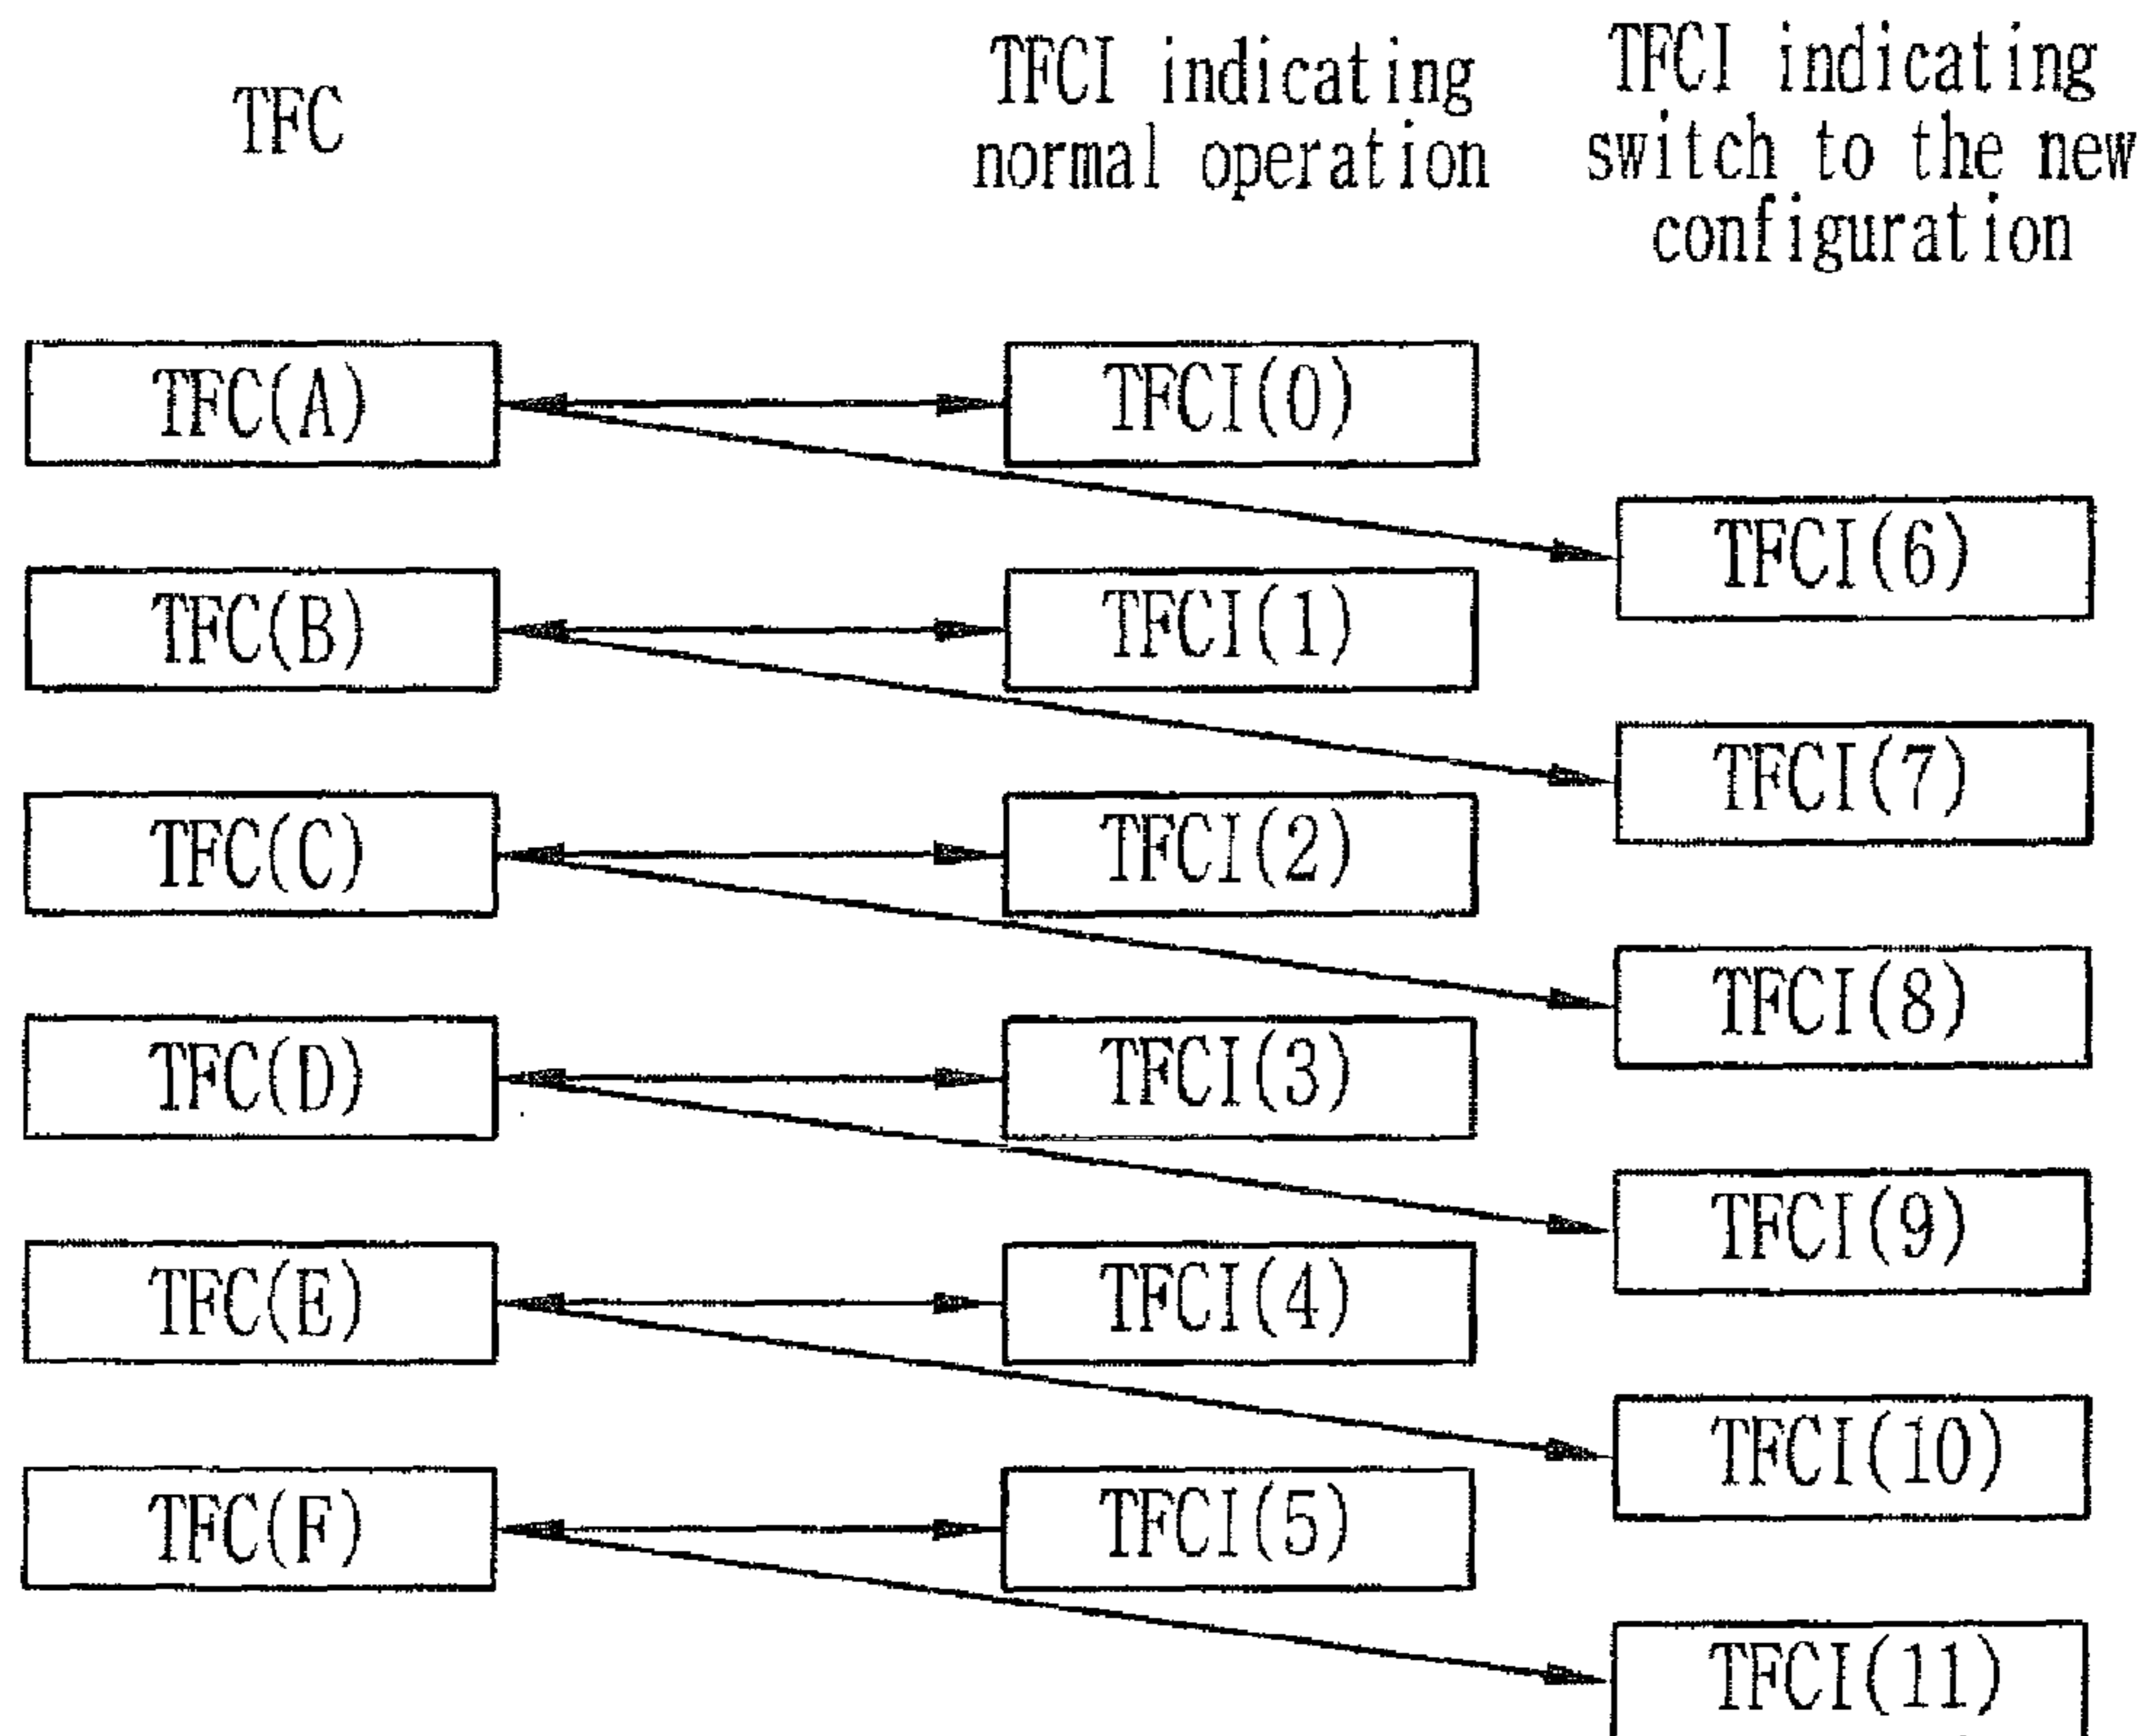 TFC
TFCI indicating
normal operation
TFCI indicating
switch to the new
configuration
TFC(A)
TFCI(0)
TFCI(6)
TFC(B)
TFCI(1)
TFCI(7)
TFC(C)
TFCI(2)
TFCI(8)
TFC(D)
TFCI(3)
TFCI(9)
TFC(E)
TFCI(4)
TFCI(10)
TFC(F)
TFCI(5)
TFCI(11)